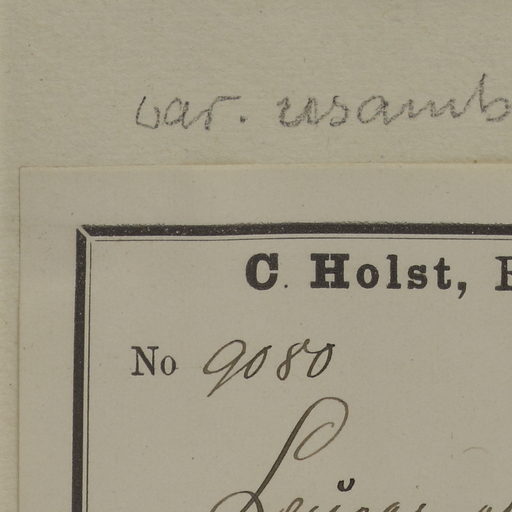 var. usamb
C. Holst,
No 9080